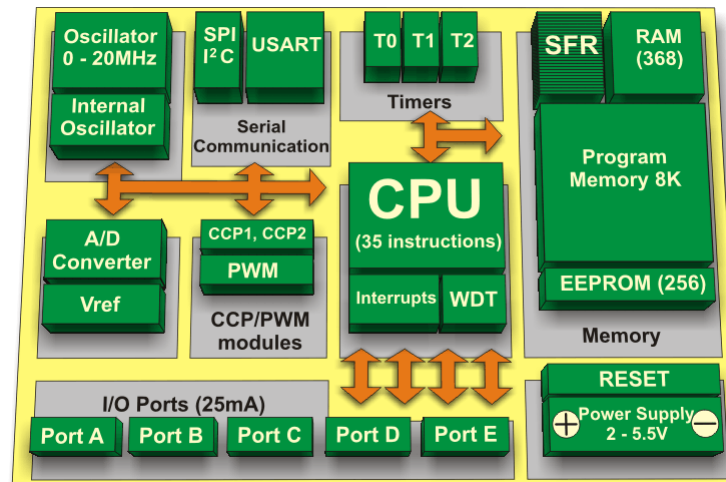 Oscillator
0 - 20MHz
Internal
Oscillator
SPI
I²C
USART
Serial
Communication
T0 T1 T2
Timers
SFR
RAM
(368)
Program
Memory 8K
EEPROM (256)
Memory
A/D
Converter
Vref
CCP1, CCP2
PWM
CCP/PWM
modules
CPU
(35 instructions)
Interrupts
WDT
I/O Ports (25mA)
Port A Port B Port C Port D Port E
RESET
Power Supply
2 - 5.5V
+ −